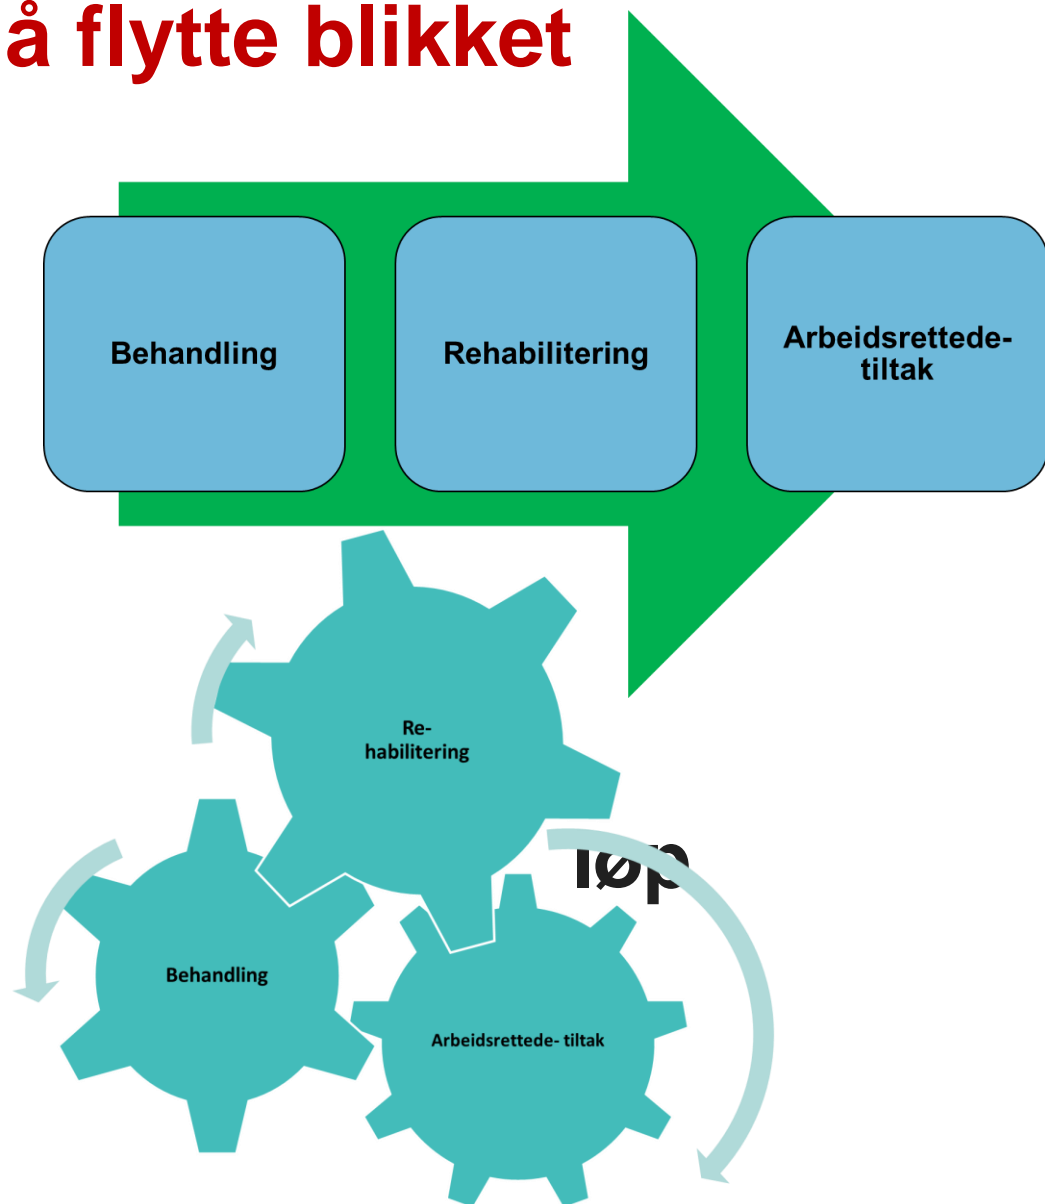 å flytte blikket
Behandling
Rehabilitering
Arbeidsrettede-
tiltak
Re-
habilitering
løp
Behandling
Arbeidsrettede- tiltak